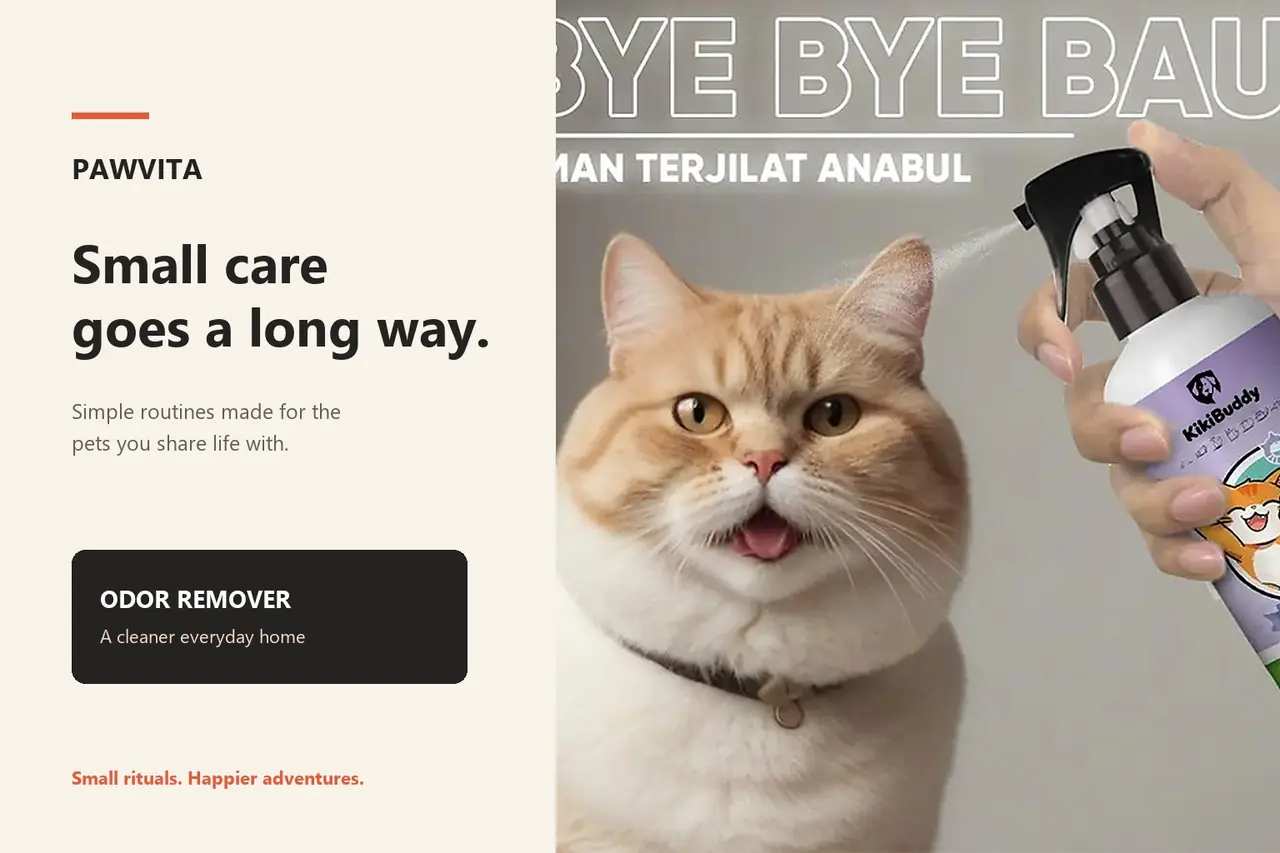 PAWVITA
Small care
goes a long way.
Simple routines made for the
pets you share life with.
ODOR REMOVER
A cleaner everyday home
Small rituals. Happier adventures.
BYE BYE BAU
MAN TERJILAT ANABUL
KikiBuddy